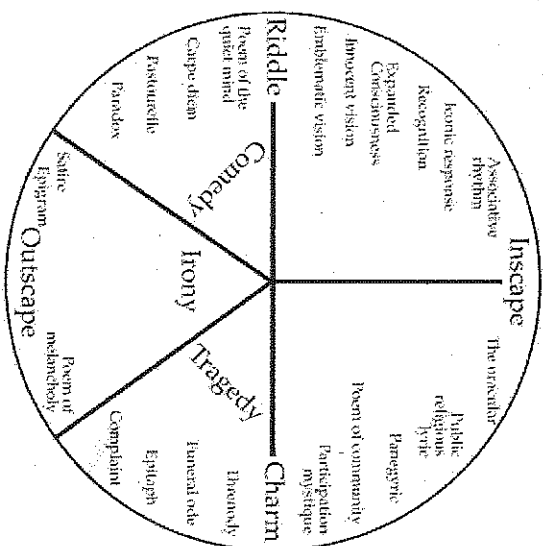 Inscape
Associative
rhythm
Iconic response
Recognition
Expanded
Consciousness
Innocent vision
Emblematic vision
Riddle
Poem of the
quiet mind
Carpe diem
Pastourelle
Paradox
Satire
Epigram
Outscape
Poem of
melancholy
Complaint
Epitaph
Funeral ode
Threnody
Charm
Participation
mystique
Poem of community
Panegyric
Public
religious
lyric
The oracular
Comedy
Irony
Tragedy